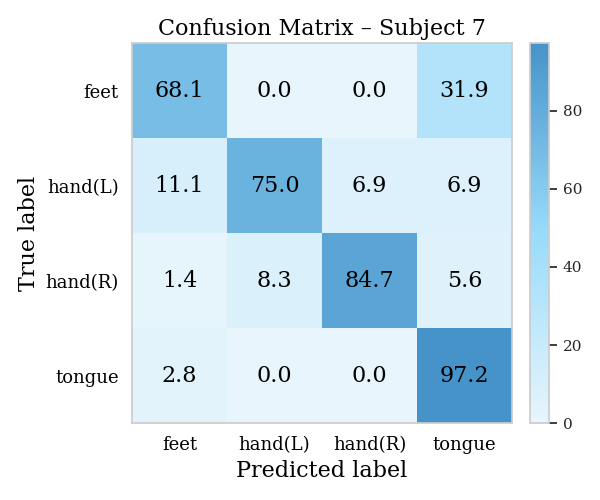 Confusion Matrix – Subject 7
True label
feet 68.1 0.0 0.0 31.9
hand(L) 11.1 75.0 6.9 6.9
hand(R) 1.4 8.3 84.7 5.6
tongue 2.8 0.0 0.0 97.2
feet hand(L) hand(R) tongue
Predicted label
80
60
40
20
0